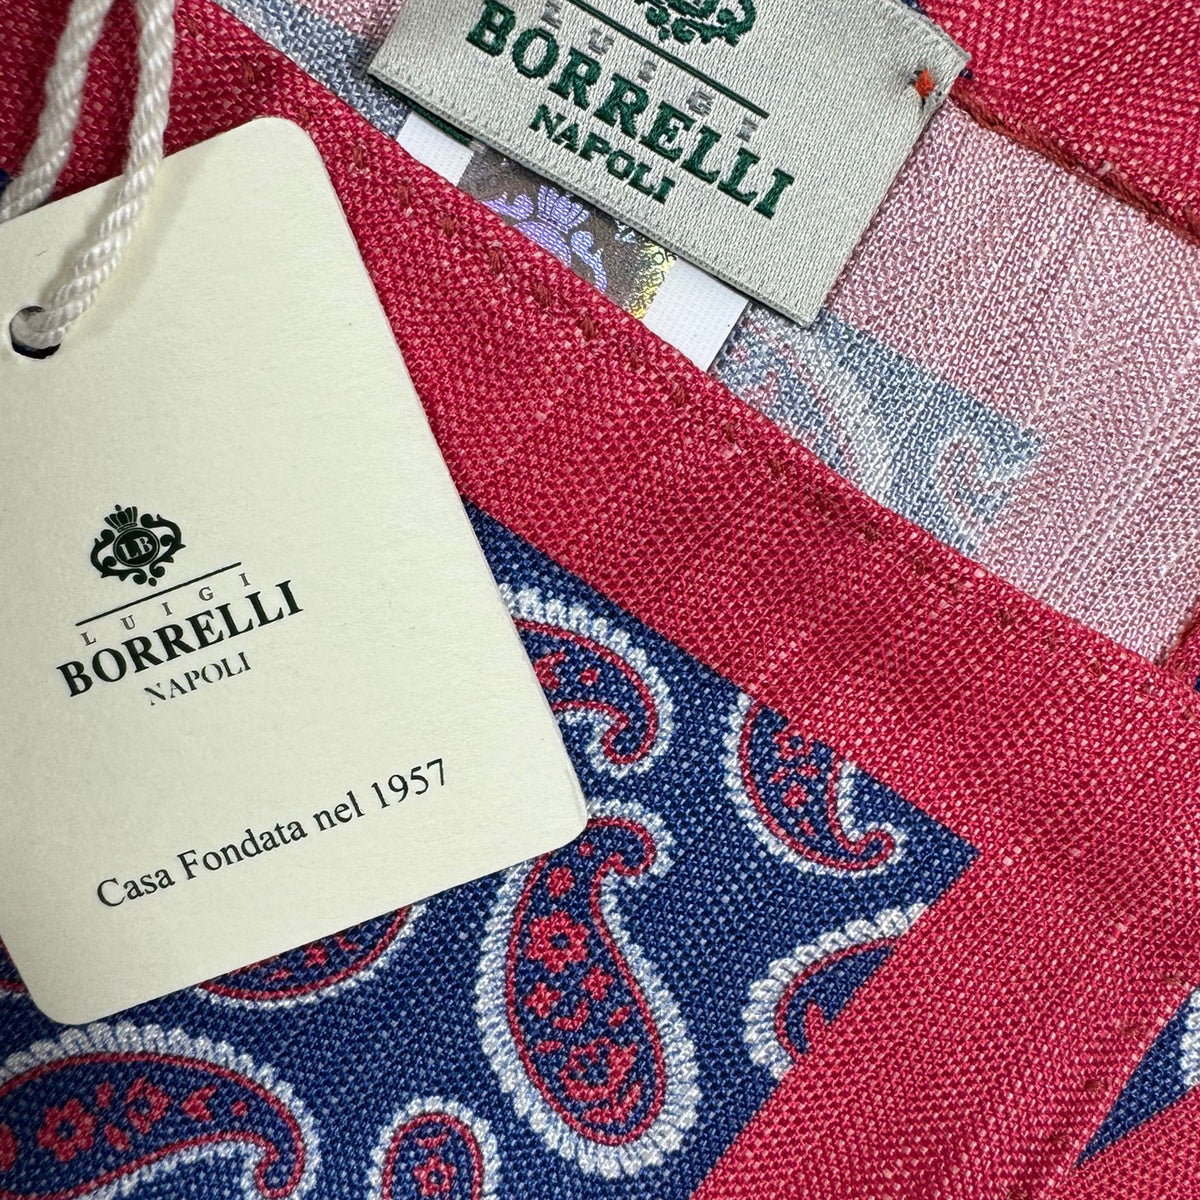 LUIGI
BORRELLI
NAPOLI
LB
LUIGI
BORRELLI
NAPOLI
Casa Fondata nel 1957